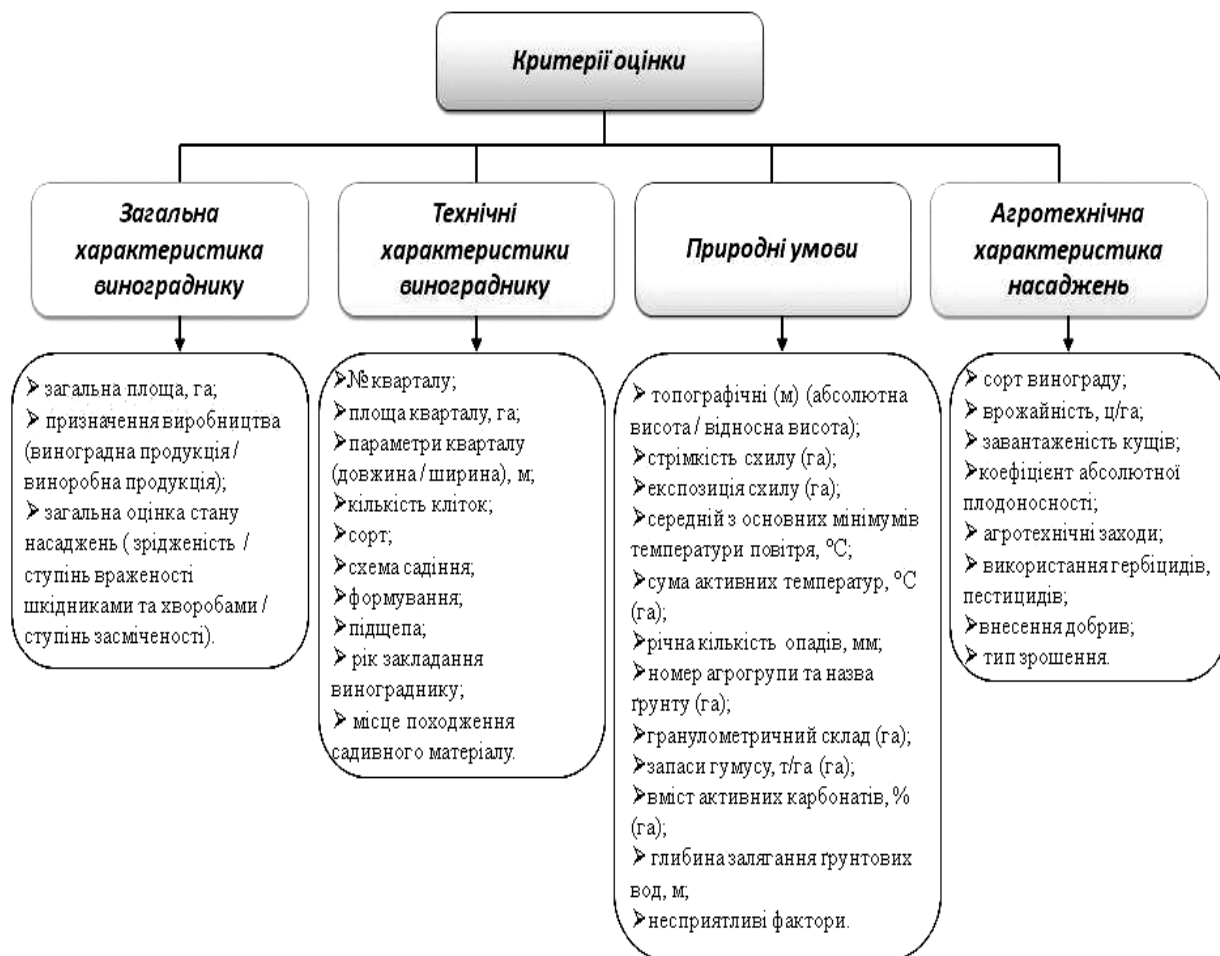 Критерії оцінки
Загальна
характеристика
винограднику
➢ загальна площа, га;
➢ призначення виробництва
(виноградна продукція /
виноробна продукція);
➢ загальна оцінка стану
насаджень ( зрідженість /
ступінь враженості
шкідниками та хворобами /
ступінь засміченості).
Технічні
характеристики
винограднику
➢№ кварталу;
➢площа кварталу, га;
➢параметри кварталу
(довжина / ширина), м;
➢кількість кліток;
➢сорт;
➢схема садіння;
➢формування;
➢підщепа;
➢ рік закладання
винограднику;
➢ місце походження
садивного матеріалу.
Природні умови
➢ топографічні (м) (абсолютна
висота / відносна висота);
➢стрімкість схилу (га);
➢експозиція схилу (га);
➢середній з основних мінімумів
температури повітря, °С;
➢сума активних температур, °С
(га);
➢річна кількість опадів, мм;
➢номер агрогрупи та назва
ґрунту (га);
➢гранулометричний склад (га);
➢запаси гумусу, т/га (га);
➢вміст активних карбонатів, %
(га);
➢ глибина залягання ґрунтових
вод, м;
➢несприятливі фактори.
Агротехнічна
характеристика
насаджень
➢ сорт винограду;
➢врожайність, ц/га;
➢завантаженість кущів;
➢коефіцієнт абсолютної
плодоносності;
➢ агротехнічні заходи;
➢ використання гербіцидів,
пестицидів;
➢внесення добрив;
➢ тип зрошення.